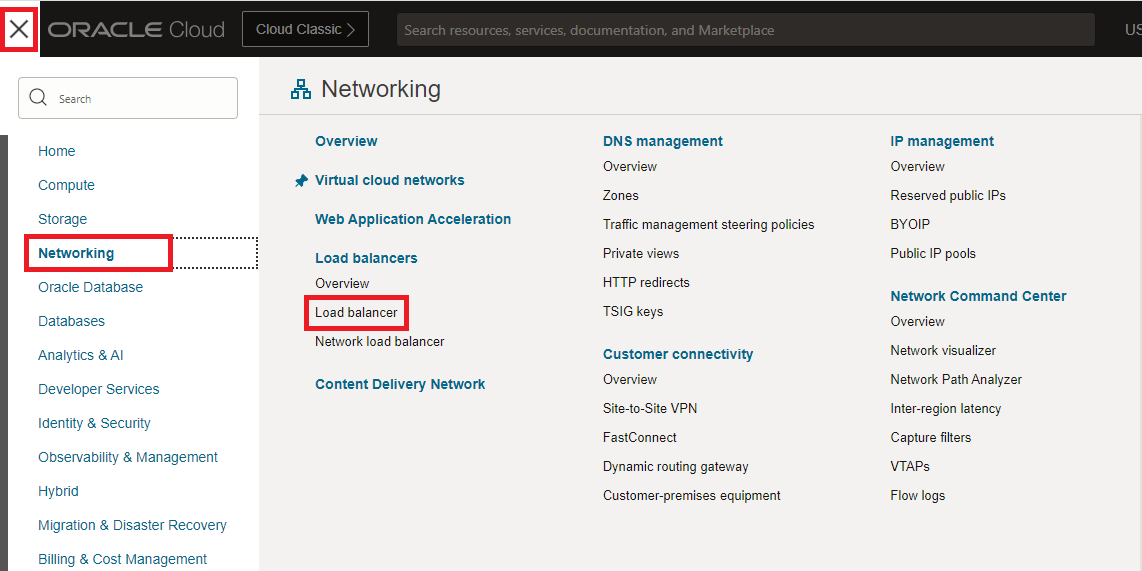 ORACLE Cloud
Cloud Classic
Search resources, services, documentation, and Marketplace
US
Search
Home
Compute
Storage
Networking
Oracle Database
Databases
Analytics & AI
Developer Services
Identity & Security
Observability & Management
Hybrid
Migration & Disaster Recovery
Billing & Cost Management
Networking
Overview
Virtual cloud networks
Web Application Acceleration
Load balancers
Overview
Load balancer
Network load balancer
Content Delivery Network
DNS management
Overview
Zones
Traffic management steering policies
Private views
HTTP redirects
TSIG keys
Customer connectivity
Overview
Site-to-Site VPN
FastConnect
Dynamic routing gateway
Customer-premises equipment
IP management
Overview
Reserved public IPs
BYOIP
Public IP pools
Network Command Center
Overview
Network visualizer
Network Path Analyzer
Inter-region latency
Capture filters
VTAPs
Flow logs